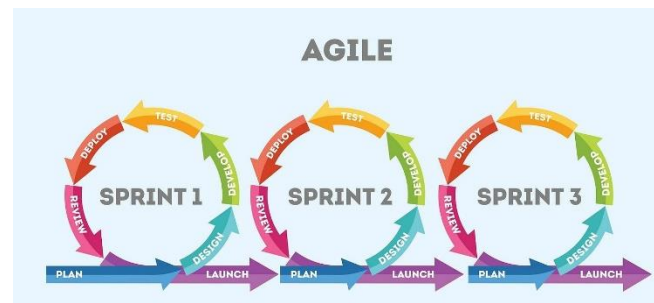 AGILE
TEST
DEPLOY
DEVELOP
SPRINT 1
REVIEW
DESIGN
PLAN
LAUNCH
TEST
DEPLOY
DEVELOP
SPRINT 2
REVIEW
DESIGN
PLAN
LAUNCH
TEST
DEPLOY
DEVELOP
SPRINT 3
REVIEW
DESIGN
PLAN
LAUNCH